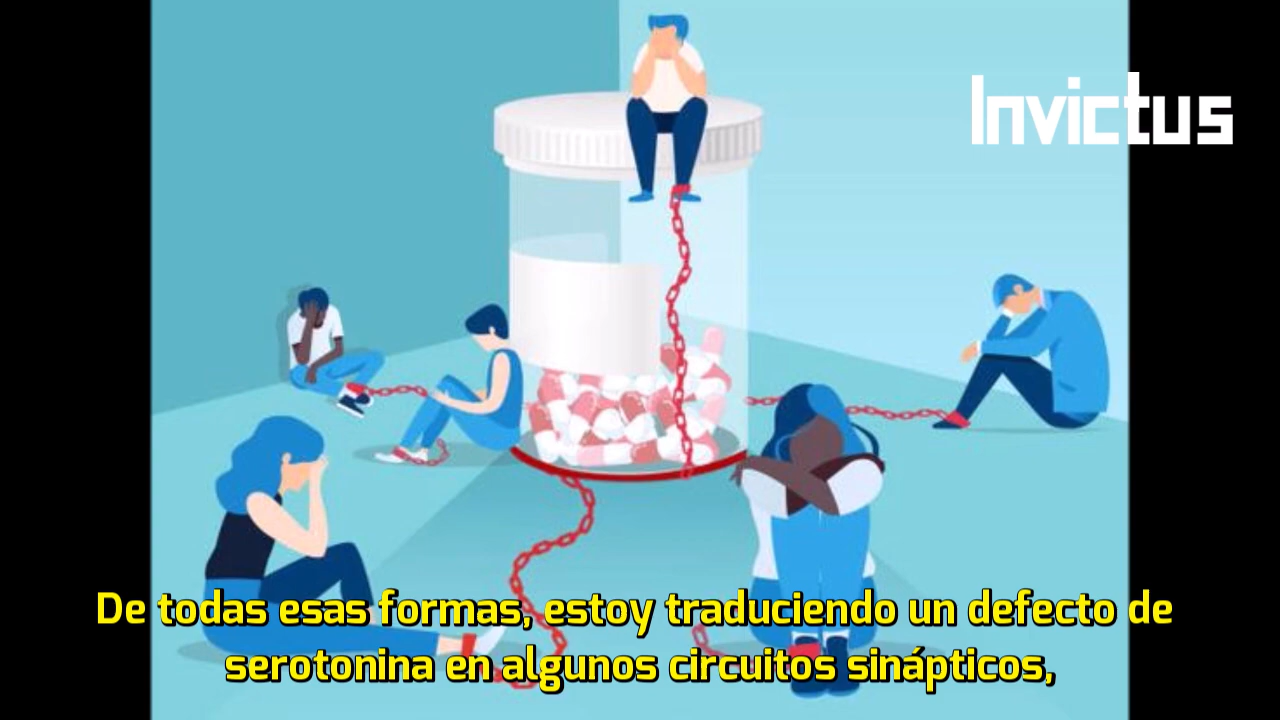 Invictus
De todas esas formas, estoy traduciendo un defecto de
serotonina en algunos circuitos sinápticos,